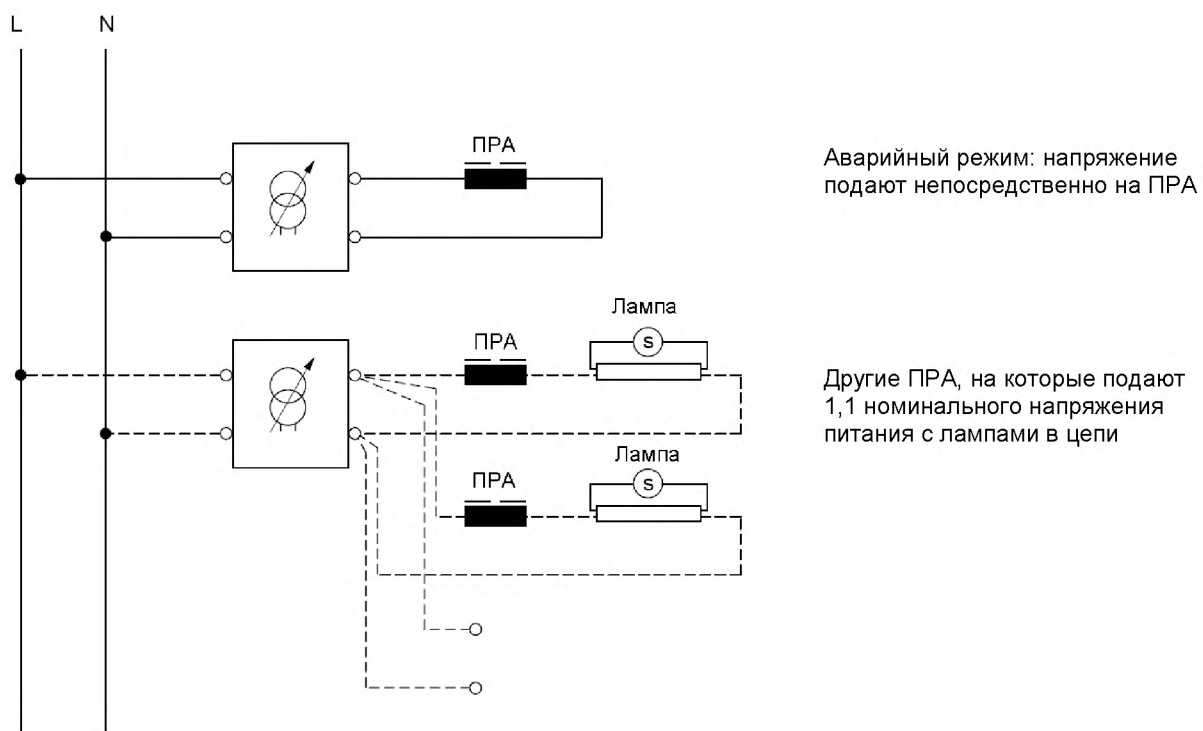 L N
ПРА
Аварийный режим: напряжение
подают непосредственно на ПРА
Лампа
S
ПРА
Другие ПРА, на которые подают
1,1 номинального напряжения
питания с лампами в цепи
Лампа
S
ПРА